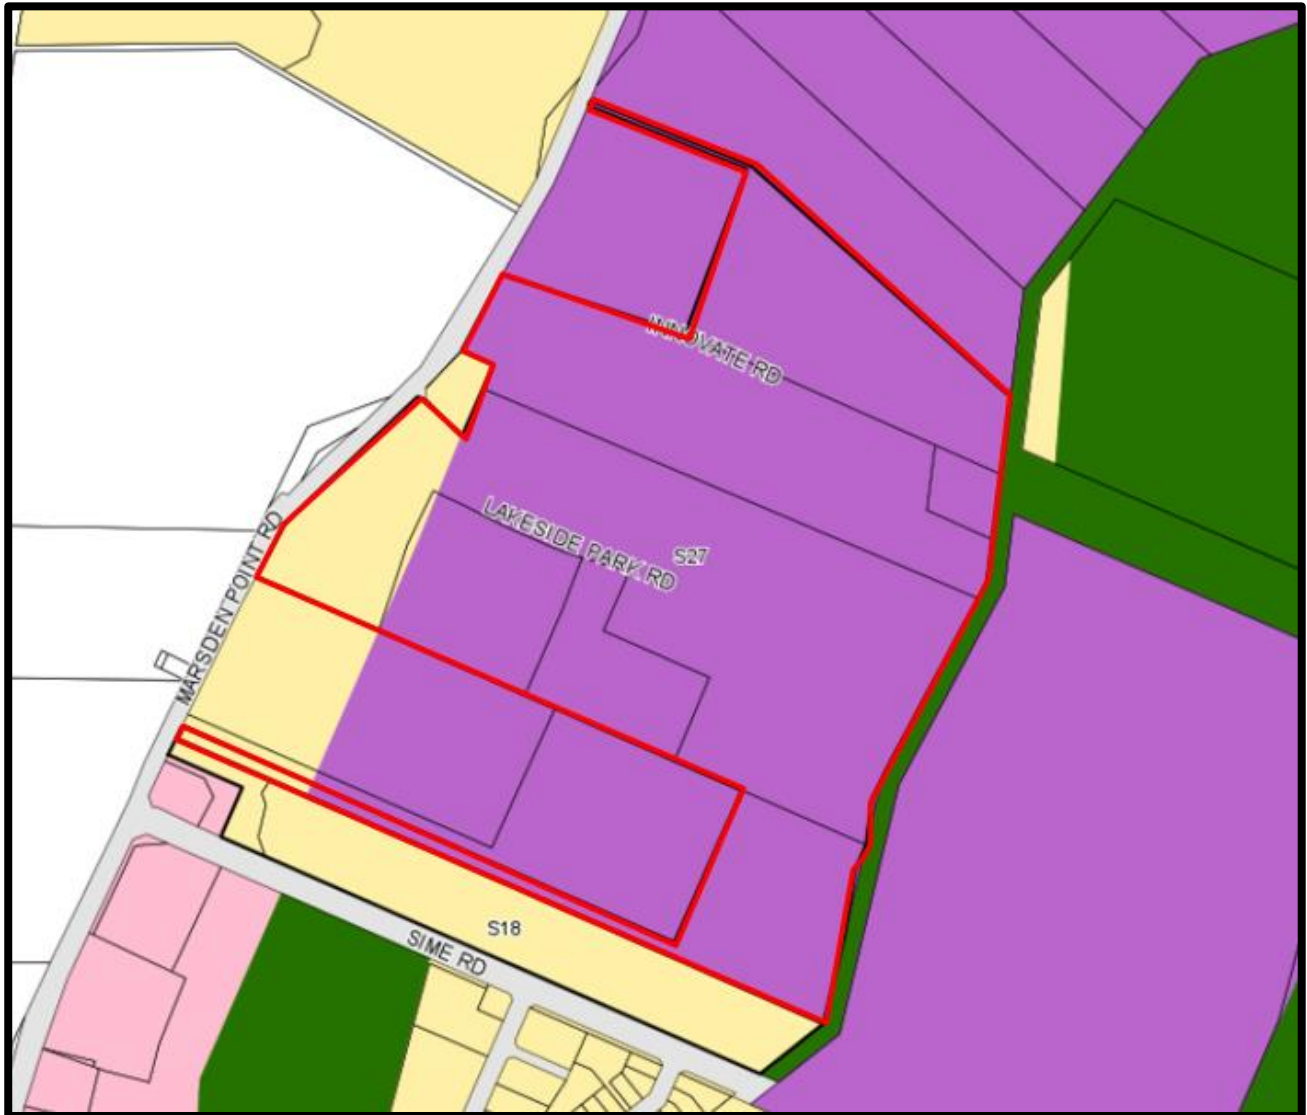 INNOVATE RD
LAKESIDE PARK RD
S27
MARSDEN POINT RD
S18
SIME RD